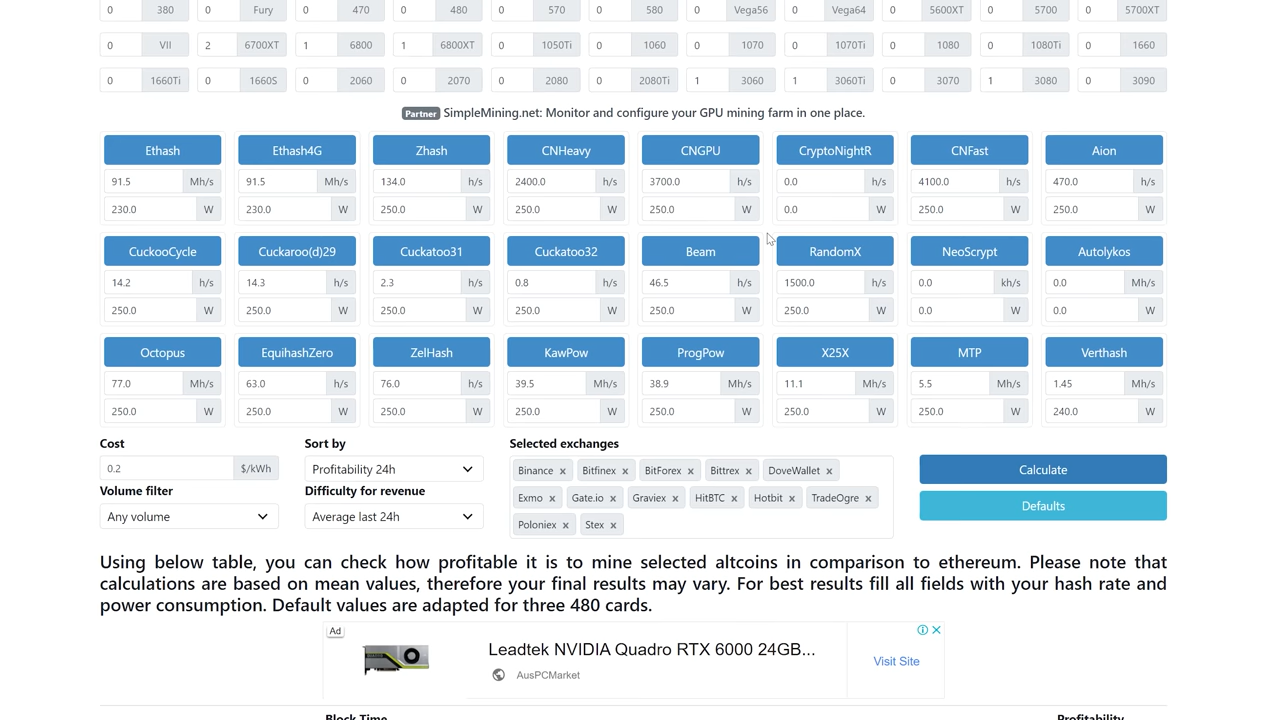 0 380 0 Fury 0 470 0 480 0 570 0 580 0 Vega56 0 Vega64 0 5600XT 0 5700 0 5700XT
0 VII 2 6700XT 1 6800 1 6800XT 0 1050Ti 0 1060 0 1070 0 1070Ti 0 1080 0 1080Ti 0 1660
0 1660Ti 0 1660S 0 2060 0 2070 0 2080 0 2080Ti 1 3060 1 3060Ti 0 3070 1 3080 0 3090
Partner SimpleMining.net: Monitor and configure your GPU mining farm in one place.
Ethash Ethash4G Zhash CNHeavy CNGPU CryptoNightR CNFast Aion
91.5 Mh/s 91.5 Mh/s 134.0 h/s 2400.0 h/s 3700.0 h/s 0.0 h/s 4100.0 h/s 470.0 h/s
230.0 W 230.0 W 250.0 W 250.0 W 250.0 W 0.0 W 250.0 W 250.0 W
CuckooCycle Cuckaroo(d)29 Cuckatoo31 Cuckatoo32 Beam RandomX NeoScrypt Autolykos
14.2 h/s 14.3 h/s 2.3 h/s 0.8 h/s 46.5 h/s 1500.0 h/s 0.0 kh/s 0.0 Mh/s
250.0 W 250.0 W 250.0 W 250.0 W 250.0 W 250.0 W 0.0 W 0.0 W
Octopus EquihashZero ZelHash KawPow ProgPow X25X MTP Verthash
77.0 Mh/s 63.0 h/s 76.0 h/s 39.5 Mh/s 38.9 Mh/s 11.1 Mh/s 5.5 Mh/s 1.45 Mh/s
250.0 W 250.0 W 250.0 W 250.0 W 250.0 W 250.0 W 250.0 W 240.0 W
Cost Sort by Selected exchanges
0.2 $/kWh Profitability 24h Binance x Bitfinex x BitForex x Bittrex x DoveWallet x Calculate
Volume filter Difficulty for revenue Exmo x Gate.io x Graviex x HitBTC x Hotbit x TradeOgre x Defaults
Any volume Average last 24h Poloniex x Stex x
Using below table, you can check how profitable it is to mine selected altcoins in comparison to ethereum. Please note that
calculations are based on mean values, therefore your final results may vary. For best results fill all fields with your hash rate and
power consumption. Default values are adapted for three 480 cards.
Ad
Leadtek NVIDIA Quadro RTX 6000 24GB...
AusPCMarket
Visit Site
Block Time Profitability